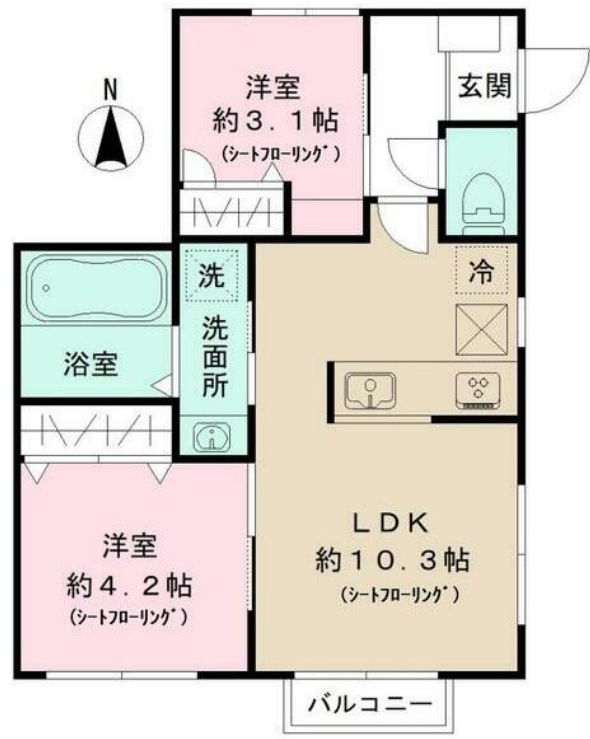 N
洋室
約3.1帖
(シートフローリング)
玄関
冷
洗
洗面所
浴室
洋室
約4.2帖
(シートフローリング)
LDK
約10.3帖
(シートフローリング)
バルコニー